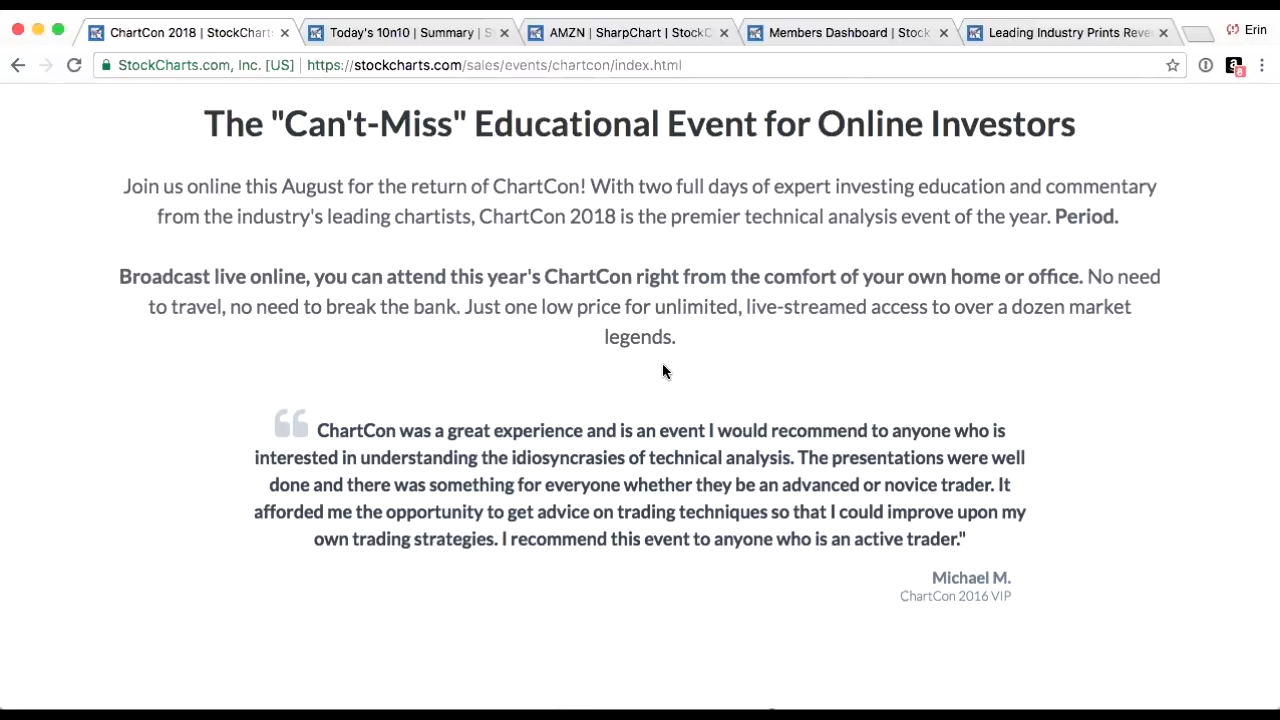 ChartCon 2018 | StockChart
Today's 10n10 | Summary | S
AMZN | SharpChart | StockC
Members Dashboard | Stock
Leading Industry Prints Reve
Erin
StockCharts.com, Inc. [US] | https://stockcharts.com/sales/events/chartcon/index.html
8
The "Can't-Miss" Educational Event for Online Investors
Join us online this August for the return of ChartCon! With two full days of expert investing education and commentary
from the industry's leading chartists, ChartCon 2018 is the premier technical analysis event of the year. Period.
Broadcast live online, you can attend this year's ChartCon right from the comfort of your own home or office. No need
to travel, no need to break the bank. Just one low price for unlimited, live-streamed access to over a dozen market
legends.
“ ChartCon was a great experience and is an event I would recommend to anyone who is
interested in understanding the idiosyncrasies of technical analysis. The presentations were well
done and there was something for everyone whether they be an advanced or novice trader. It
afforded me the opportunity to get advice on trading techniques so that I could improve upon my
own trading strategies. I recommend this event to anyone who is an active trader."
Michael M.
ChartCon 2016 VIP